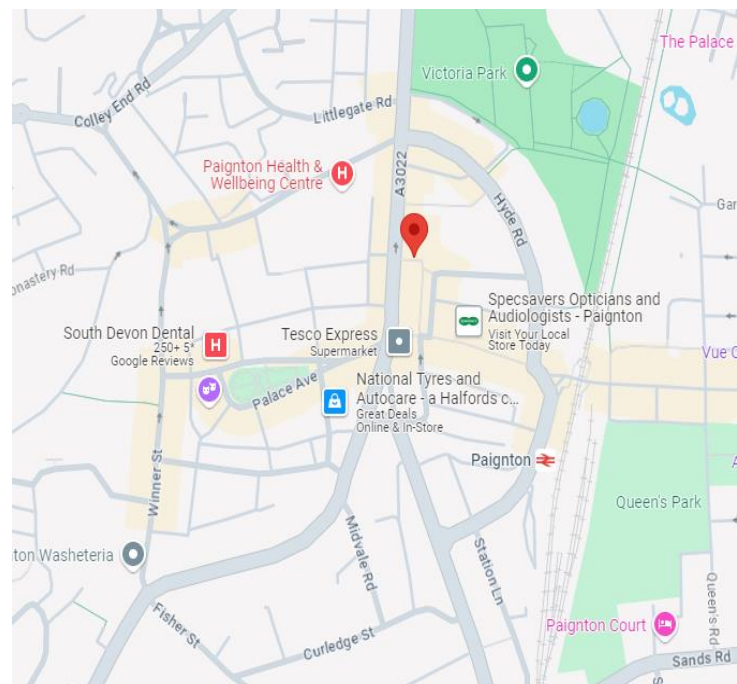 The Palace
Victoria Park
Colley End Rd
Littlegate Rd
Paignton Health &
Wellbeing Centre
H
A3022
Hyde Rd
Gar
nastery Rd
Specsavers Opticians and
Audiologists - Paignton
Visit Your Local
Store Today
South Devon Dental
250+ 5*
Google Reviews
H
Tesco Express
Supermarket
Vue C
National Tyres and
Autocare - a Halfords c...
Great Deals
Online & In-Store
Palace Ave
Winner St
Paignton
A
Queen's Park
ton Washeteria
Midvale Rd
Station Ln
Fisher St
Curledge St
Queen's Rd
Paignton Court
Sands Rd
S